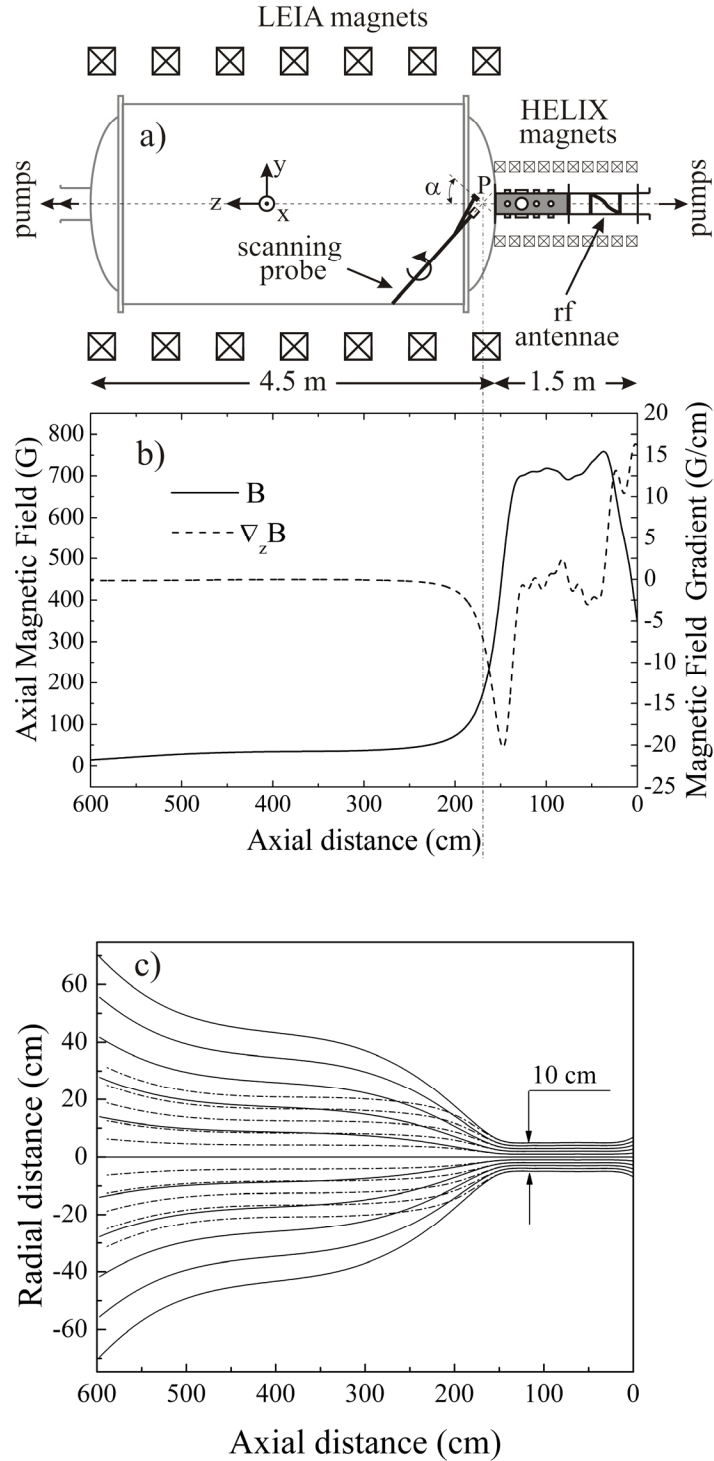 LEIA magnets
a)
HELIX
magnets
pumps
y
z
x
α
P
pumps
scanning
probe
rf
antennae
4.5 m
1.5 m
b)
B
∇zB
Axial Magnetic Field (G)
800
700
600
500
400
300
200
100
0
20
15
10
5
0
-5
-10
-15
-20
-25
Magnetic Field Gradient (G/cm)
600 500 400 300 200 100 0
Axial distance (cm)
c)
10 cm
Radial distance (cm)
60
40
20
0
-20
-40
-60
600 500 400 300 200 100 0
Axial distance (cm)